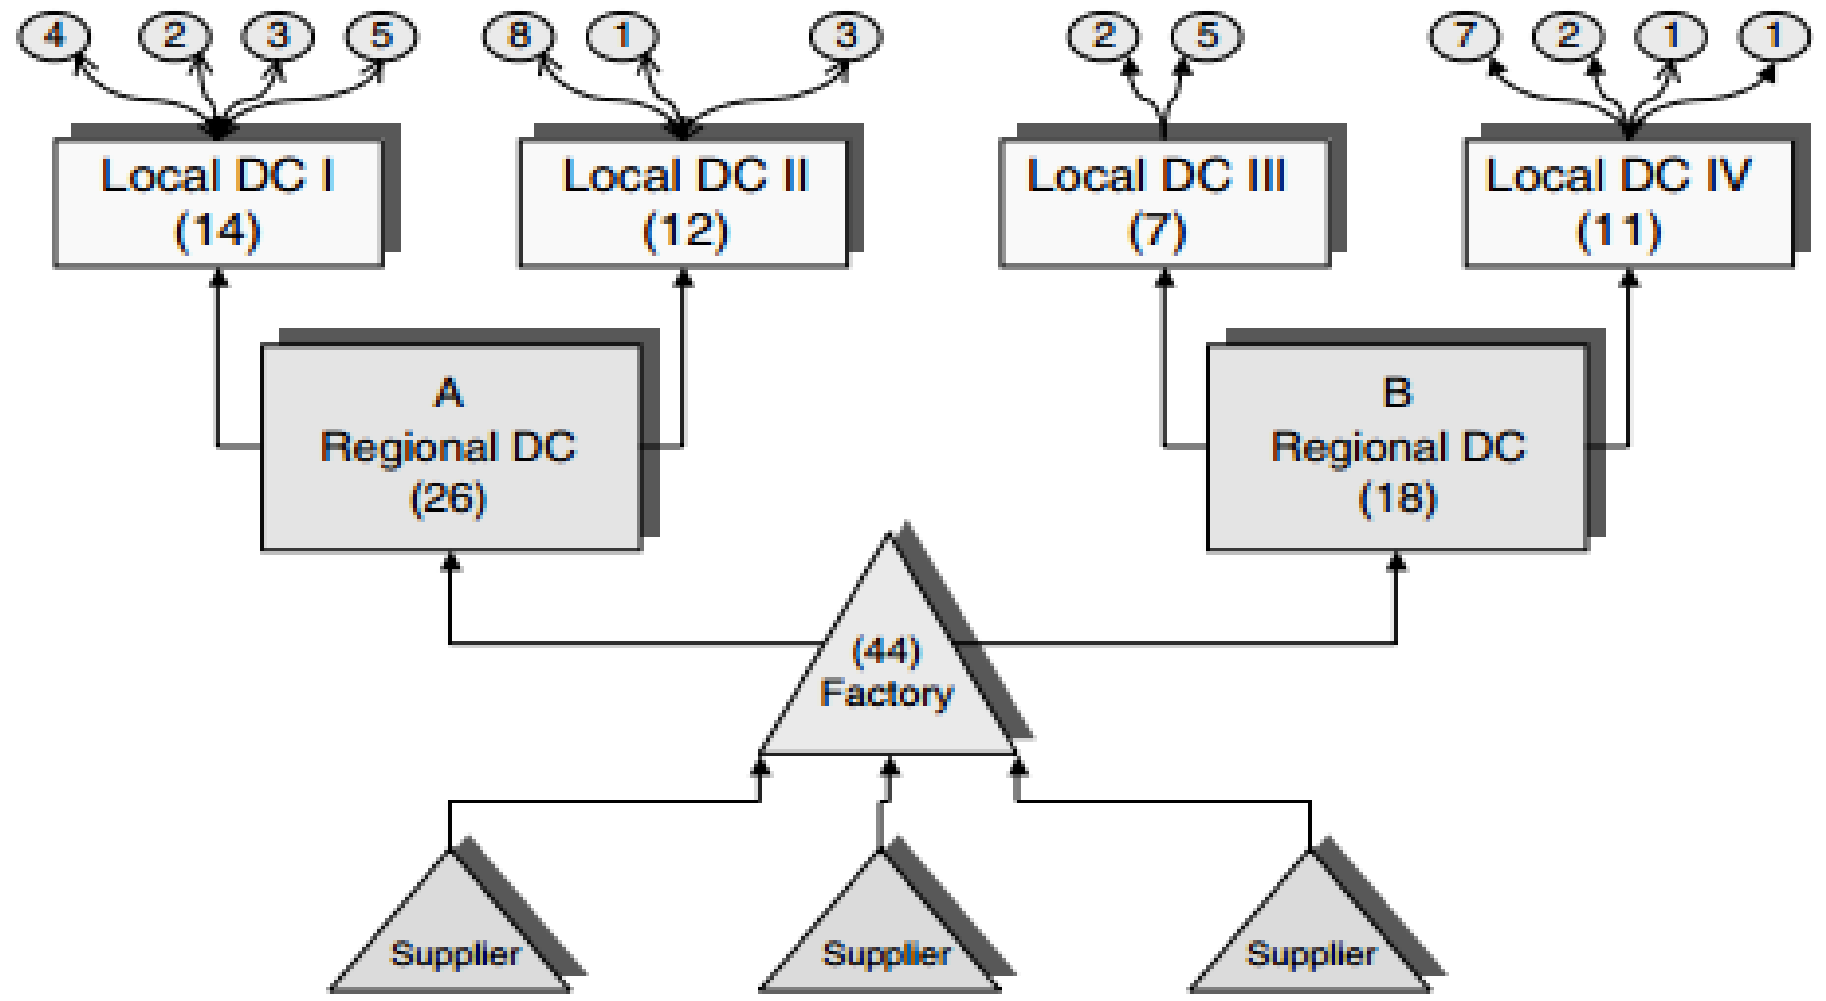 4 2 3 5 8 1 3 2 5 7 2 1 1
Local DC I
(14)
Local DC II
(12)
Local DC III
(7)
Local DC IV
(11)
A
Regional DC
(26)
B
Regional DC
(18)
(44)
Factory
Supplier
Supplier
Supplier